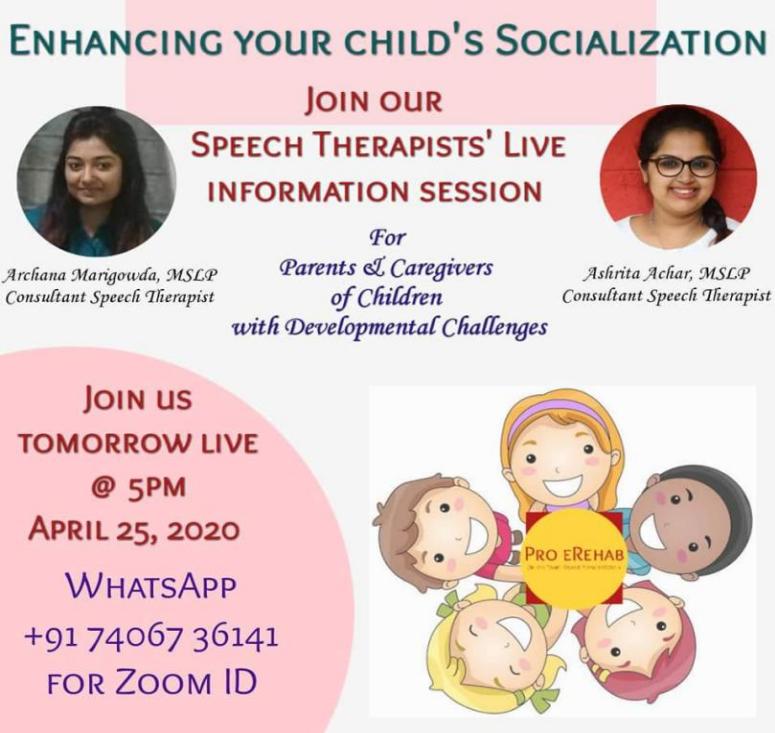 Enhancing your child's Socialization
Join our
Speech Therapists' Live
information session
For
Parents & Caregivers
of Children
with Developmental Challenges
Archana Marigowda, MSLP
Consultant Speech Therapist
Ashrita Achar, MSLP
Consultant Speech Therapist
Join us
tomorrow live
@ 5pm
April 25, 2020
WhatsApp
+91 74067 36141
for Zoom ID
Pro eRehab